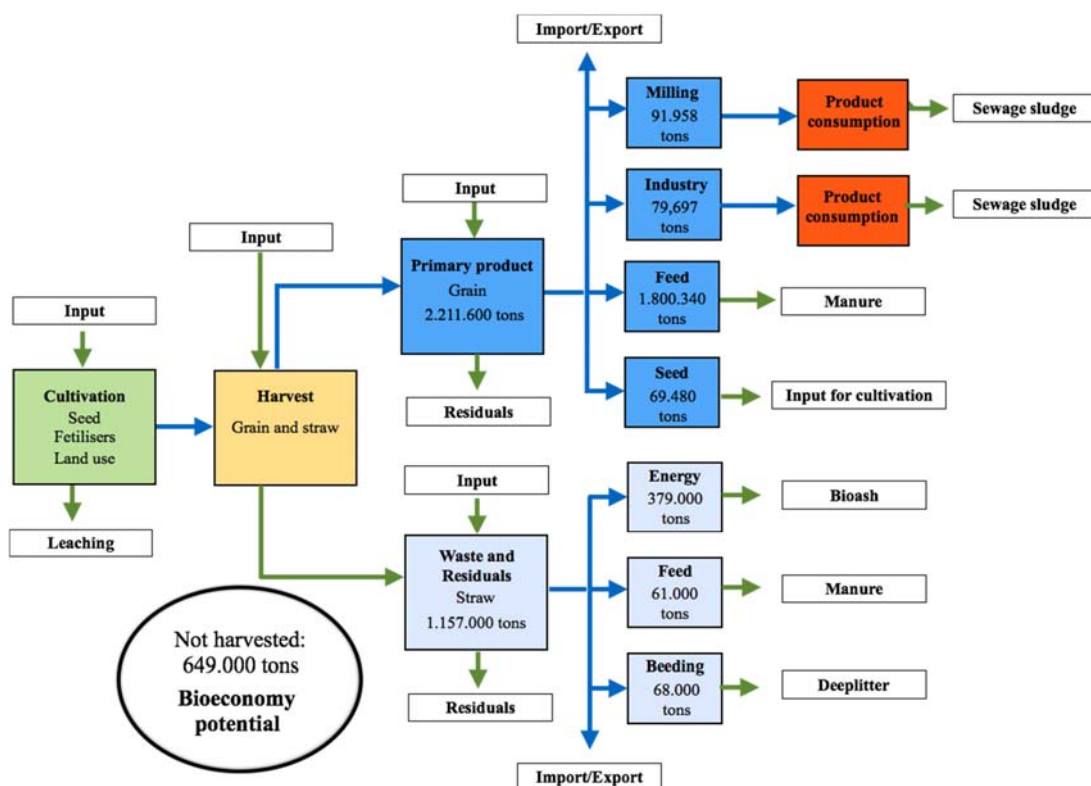 Import/Export
Milling
91.958
tons
Product
consumption
Sewage sludge
Input
Industry
79,697
tons
Product
consumption
Sewage sludge
Input
Primary product
Grain
2.211.600 tons
Feed
1.800.340
tons
Manure
Input
Cultivation
Seed
Fetilisers
Land use
Harvest
Grain and straw
Residuals
Seed
69.480
tons
Input for cultivation
Leaching
Input
Energy
379.000
tons
Bioash
Waste and
Residuals
Straw
1.157.000 tons
Feed
61.000
tons
Manure
Not harvested:
649.000 tons
Bioeconomy
potential
Residuals
Beeding
68.000
tons
Deeplitter
Import/Export